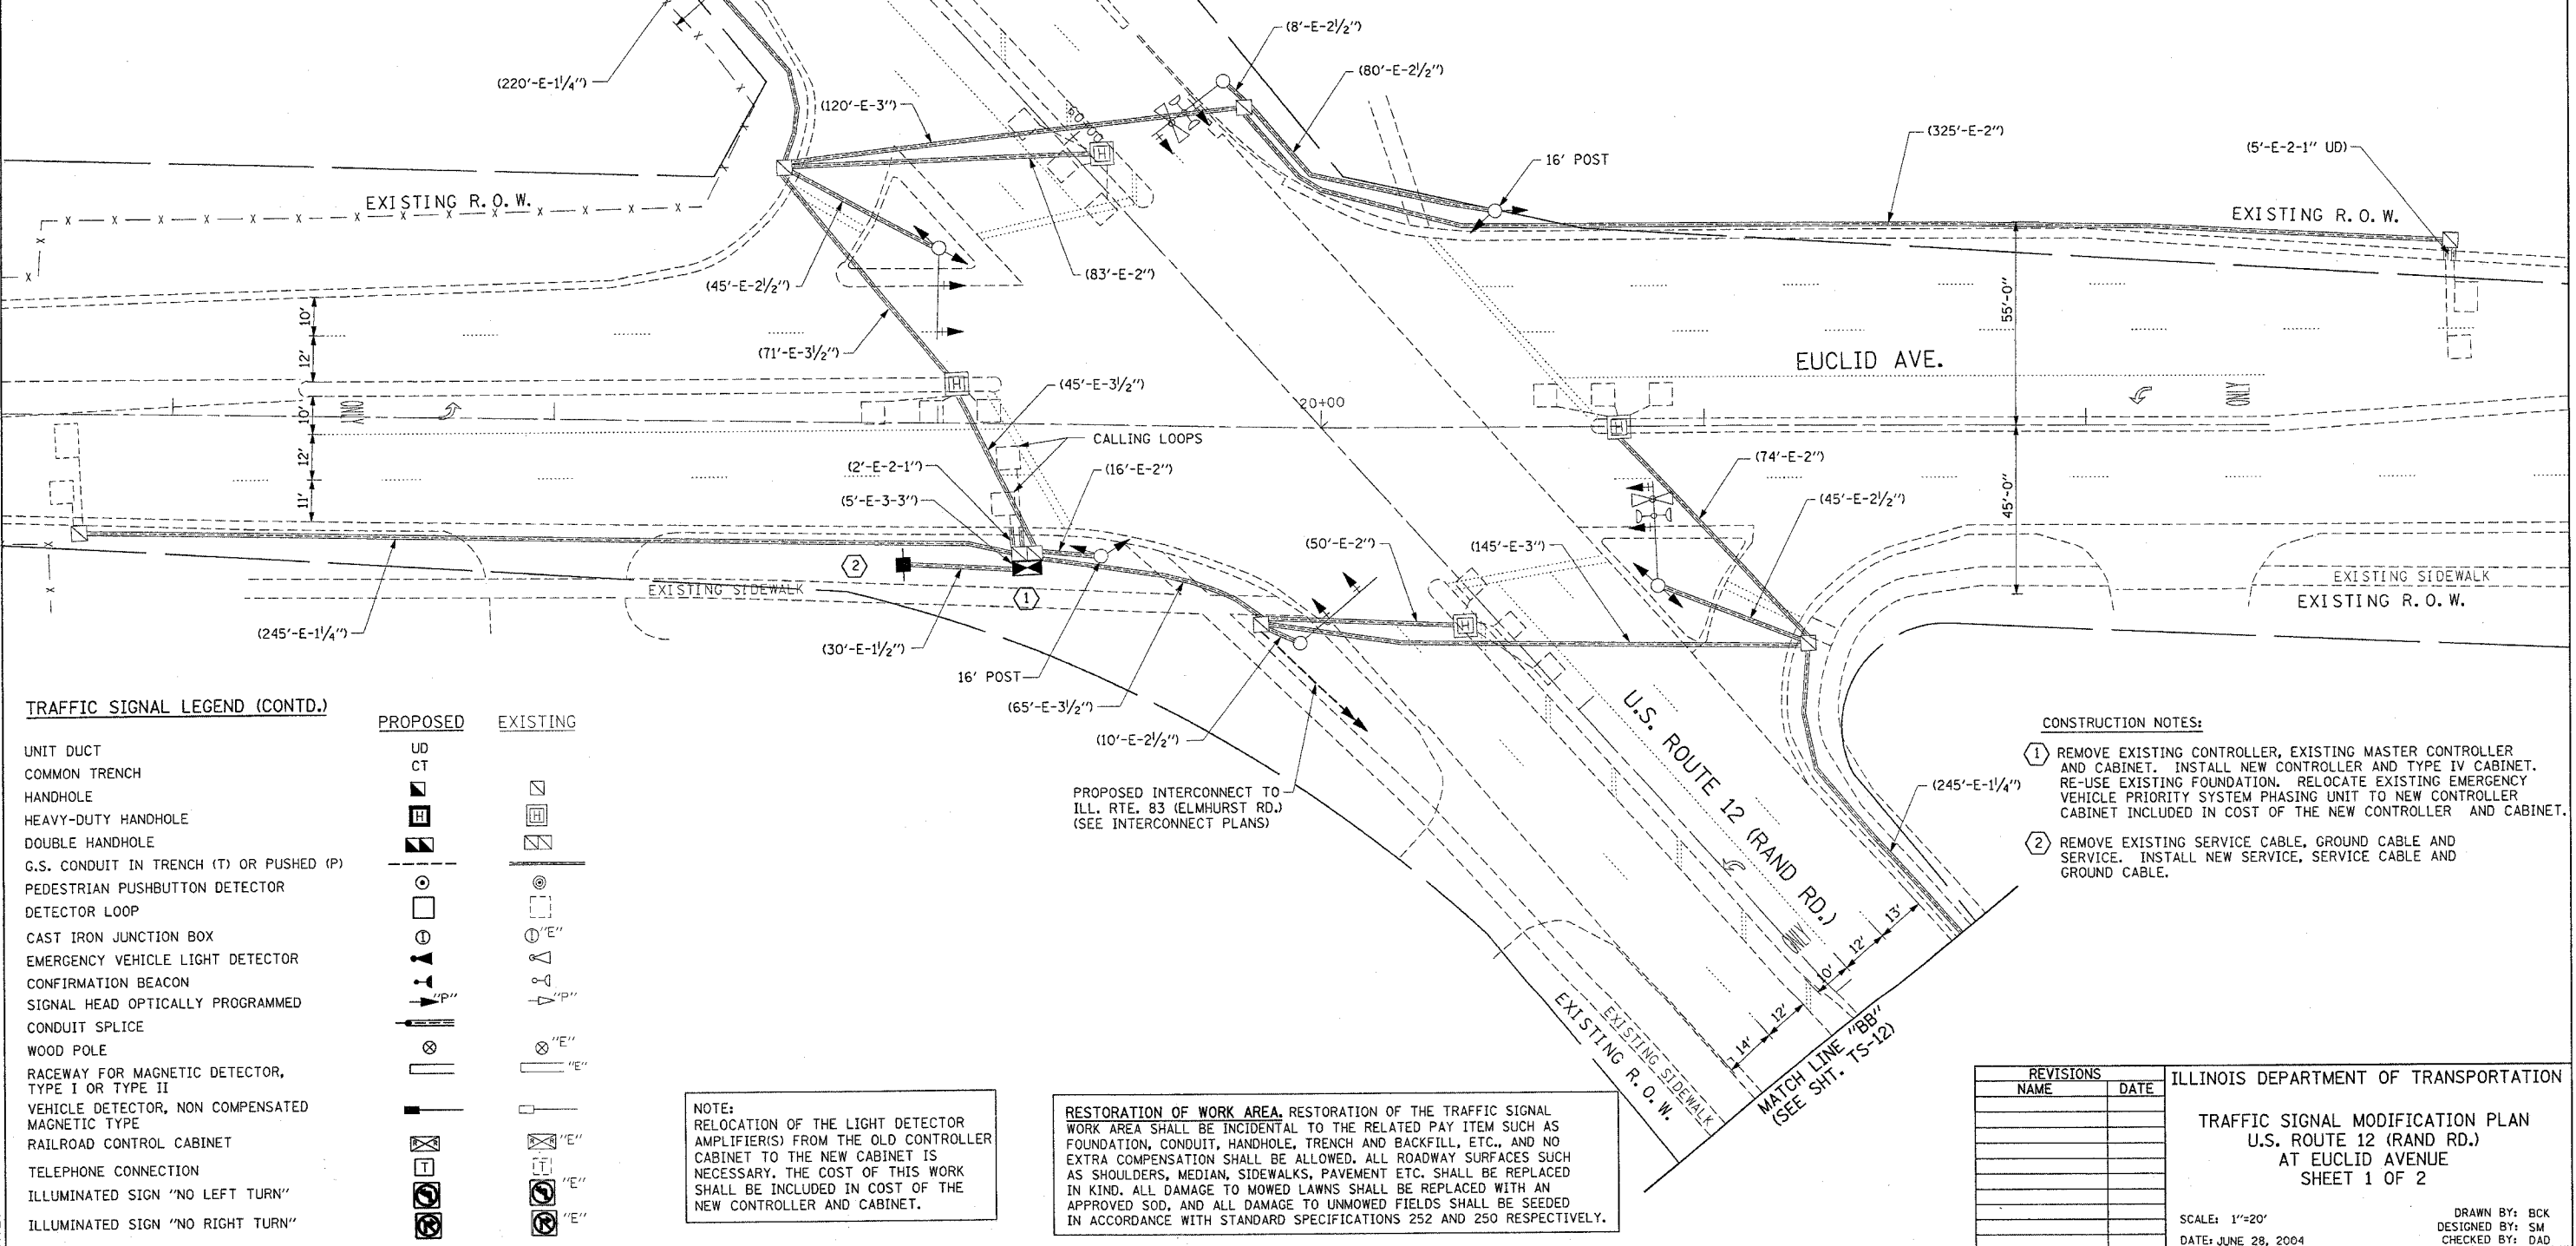 (8'-E-2½")
(220'-E-1¼")
(80'-E-2½")
(120'-E-3")
(325'-E-2")
(5'-E-2-1" UD)
16' POST
EXISTING R.O.W.
EXISTING R.O.W.
(45'-E-2½")
(83'-E-2")
10'
12'
10'
12'
11'
55'-0"
45'-0"
(71'-E-3½")
EUCLID AVE.
(45'-E-3½")
ONLY
ONLY
20+00
CALLING LOOPS
(2'-E-2-1")
(16'-E-2")
(5'-E-3-3")
(74'-E-2")
(45'-E-2½")
(50'-E-2")
(145'-E-3")
2
1
EXISTING SIDEWALK
EXISTING SIDEWALK
EXISTING R.O.W.
(245'-E-1¼")
(30'-E-1½")
16' POST
(65'-E-3½")
(10'-E-2½")
PROPOSED INTERCONNECT TO
ILL. RTE. 83 (ELMHURST RD.)
(SEE INTERCONNECT PLANS)
U.S. ROUTE 12 (RAND RD.)
ONLY
(245'-E-1¼")
13'
12'
10'
12'
14'
EXISTING SIDEWALK
EXISTING R.O.W.
MATCH LINE "BB"
(SEE SHT. TS-12)
TRAFFIC SIGNAL LEGEND (CONTD.)
PROPOSED EXISTING
UNIT DUCT UD
COMMON TRENCH CT
HANDHOLE
HEAVY-DUTY HANDHOLE H H
DOUBLE HANDHOLE
G.S. CONDUIT IN TRENCH (T) OR PUSHED (P)
PEDESTRIAN PUSHBUTTON DETECTOR
DETECTOR LOOP
CAST IRON JUNCTION BOX I I "E"
EMERGENCY VEHICLE LIGHT DETECTOR
CONFIRMATION BEACON
SIGNAL HEAD OPTICALLY PROGRAMMED "P" "P"
CONDUIT SPLICE
WOOD POLE "E"
RACEWAY FOR MAGNETIC DETECTOR, "E"
TYPE I OR TYPE II
VEHICLE DETECTOR, NON COMPENSATED
MAGNETIC TYPE
RAILROAD CONTROL CABINET "E"
TELEPHONE CONNECTION T T
ILLUMINATED SIGN "NO LEFT TURN" "E"
ILLUMINATED SIGN "NO RIGHT TURN" "E"
NOTE:
RELOCATION OF THE LIGHT DETECTOR
AMPLIFIER(S) FROM THE OLD CONTROLLER
CABINET TO THE NEW CABINET IS
NECESSARY. THE COST OF THIS WORK
SHALL BE INCLUDED IN COST OF THE
NEW CONTROLLER AND CABINET.
RESTORATION OF WORK AREA. RESTORATION OF THE TRAFFIC SIGNAL
WORK AREA SHALL BE INCIDENTAL TO THE RELATED PAY ITEM SUCH AS
FOUNDATION, CONDUIT, HANDHOLE, TRENCH AND BACKFILL, ETC., AND NO
EXTRA COMPENSATION SHALL BE ALLOWED. ALL ROADWAY SURFACES SUCH
AS SHOULDERS, MEDIAN, SIDEWALKS, PAVEMENT ETC. SHALL BE REPLACED
IN KIND. ALL DAMAGE TO MOWED LAWNS SHALL BE REPLACED WITH AN
APPROVED SOD, AND ALL DAMAGE TO UNMOWED FIELDS SHALL BE SEEDED
IN ACCORDANCE WITH STANDARD SPECIFICATIONS 252 AND 250 RESPECTIVELY.
CONSTRUCTION NOTES:
1 REMOVE EXISTING CONTROLLER, EXISTING MASTER CONTROLLER
AND CABINET. INSTALL NEW CONTROLLER AND TYPE IV CABINET.
RE-USE EXISTING FOUNDATION. RELOCATE EXISTING EMERGENCY
VEHICLE PRIORITY SYSTEM PHASING UNIT TO NEW CONTROLLER
CABINET INCLUDED IN COST OF THE NEW CONTROLLER AND CABINET.
2 REMOVE EXISTING SERVICE CABLE, GROUND CABLE AND
SERVICE. INSTALL NEW SERVICE, SERVICE CABLE AND
GROUND CABLE.
REVISIONS
NAME DATE
ILLINOIS DEPARTMENT OF TRANSPORTATION
TRAFFIC SIGNAL MODIFICATION PLAN
U.S. ROUTE 12 (RAND RD.)
AT EUCLID AVENUE
SHEET 1 OF 2
SCALE: 1"=20'
DATE: JUNE 28, 2004
DRAWN BY: BCK
DESIGNED BY: SM
CHECKED BY: DAD